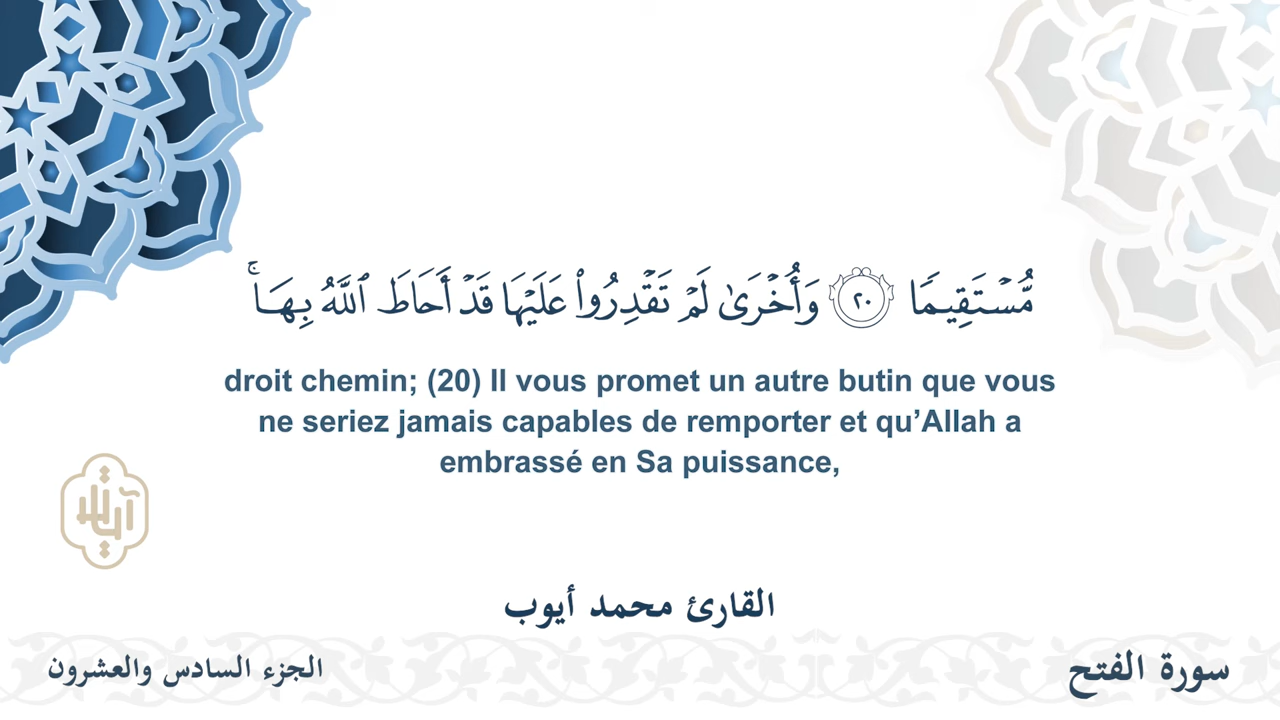 مُّسْتَقِيمًا ٢٠ وَأُخْرَىٰ لَمْ تَقْدِرُوا۟ عَلَيْهَا قَدْ أَحَاطَ ٱللَّهُ بِهَاۚ
droit chemin; (20) Il vous promet un autre butin que vous
ne seriez jamais capables de remporter et qu’Allah a
embrassé en Sa puissance,
آيات
القارئ محمد أيوب
سورة الفتح
الجزء السادس والعشرون